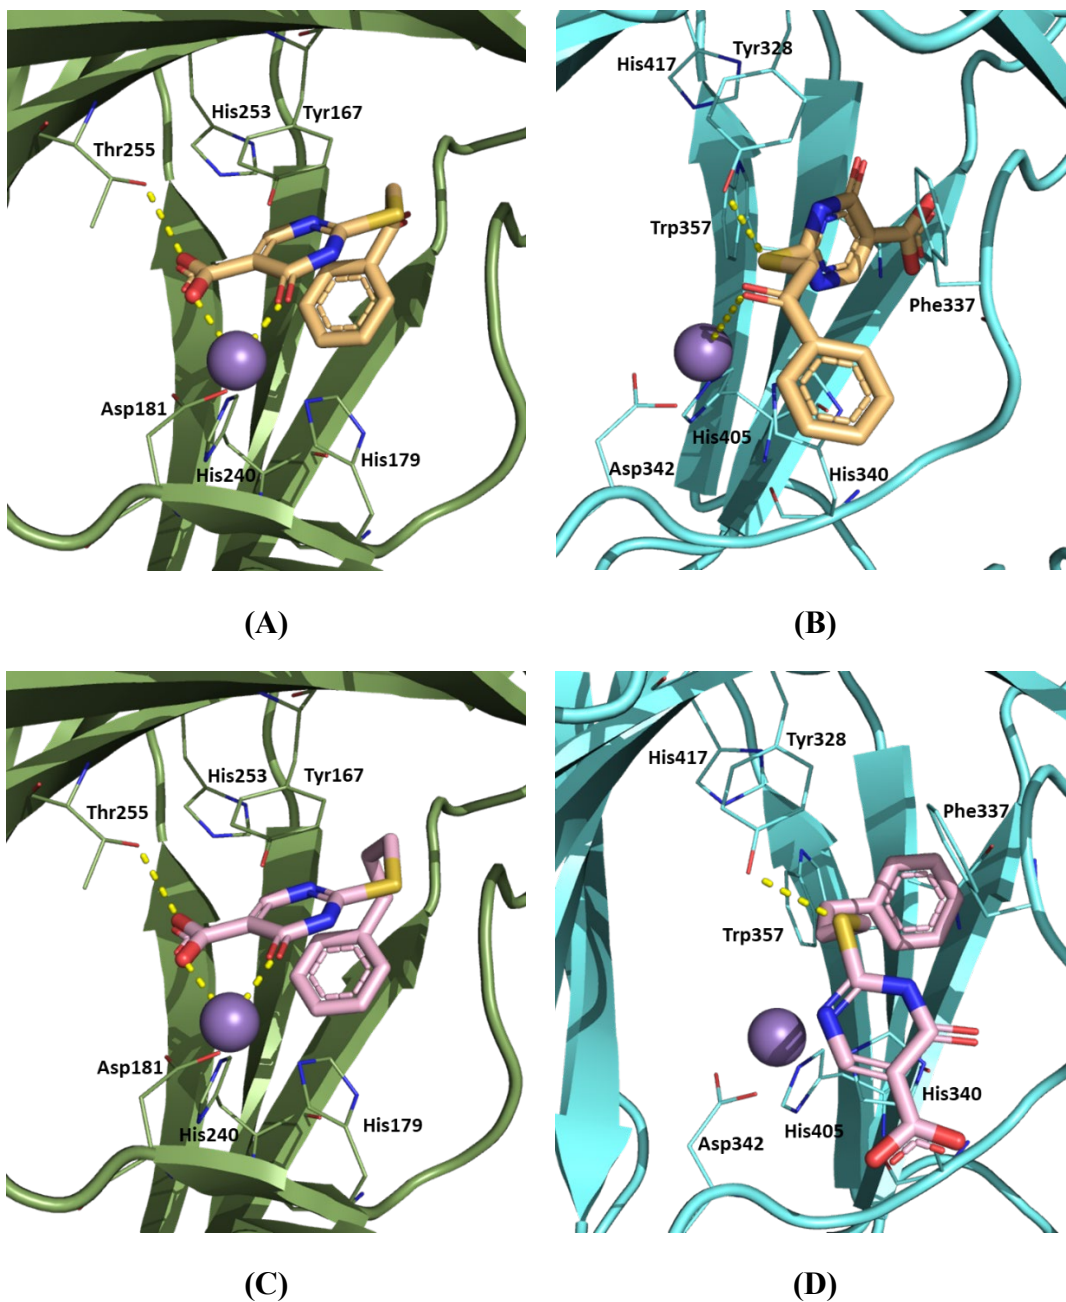 His253
Tyr167
Thr255
Asp181
His240
His179
(A)
Tyr328
His417
Trp357
Phe337
His405
Asp342
His340
(B)
His253
Tyr167
Thr255
Asp181
His240
His179
(C)
Tyr328
His417
Phe337
Trp357
His340
His405
Asp342
(D)